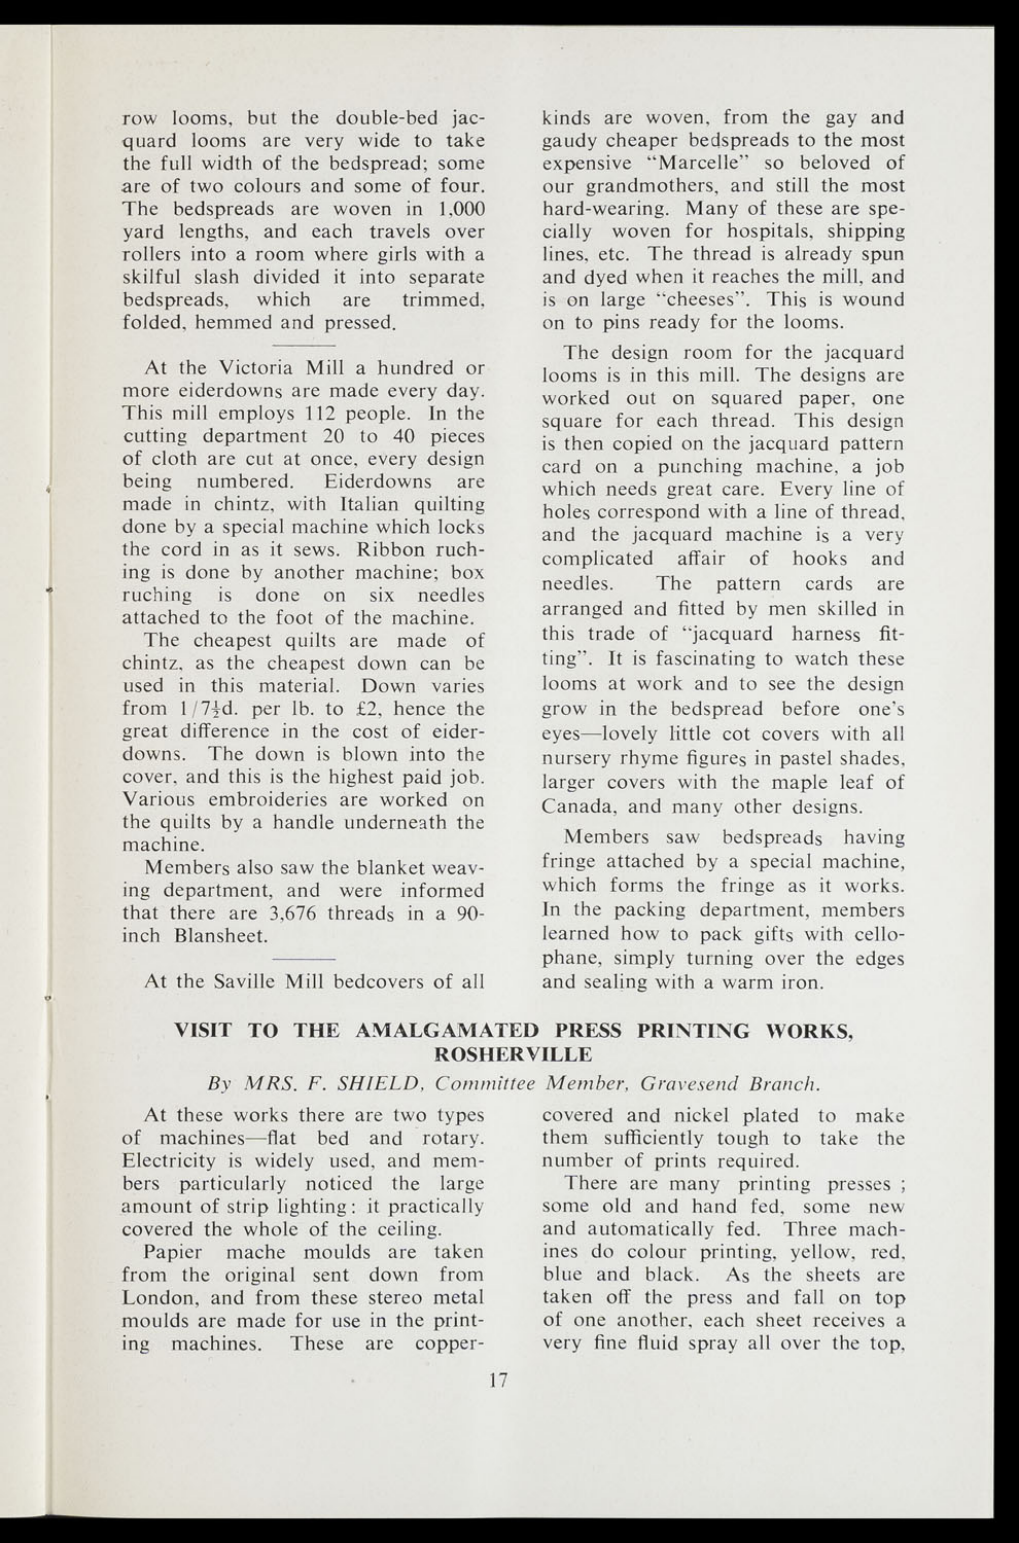 row looms, but the double-bed jac-
quard looms are very wide to take
the full width of the bedspread; some
are of two colours and some of four.
The bedspreads are woven in 1,000
yard lengths, and each travels over
rollers into a room where girls with a
skilful slash divided it into separate
bedspreads, which are trimmed,
folded, hemmed and pressed.
At the Victoria Mill a hundred or
more eiderdowns are made every day.
This mill employs 112 people. In the
cutting department 20 to 40 pieces
of cloth are cut at once, every design
being numbered. Eiderdowns are
made in chintz, with Italian quilting
done by a special machine which locks
the cord in as it sews. Ribbon ruch-
ing is done by another machine; box
ruching is done on six needles
attached to the foot of the machine.
The cheapest quilts are made of
chintz, as the cheapest down can be
used in this material. Down varies
from 1/7½d. per lb. to £2, hence the
great difference in the cost of eider-
downs. The down is blown into the
cover, and this is the highest paid job.
Various embroideries are worked on
the quilts by a handle underneath the
machine.
Members also saw the blanket weav-
ing department, and were informed
that there are 3,676 threads in a 90-
inch Blansheet.
At the Saville Mill bedcovers of all
kinds are woven, from the gay and
gaudy cheaper bedspreads to the most
expensive “Marcelle” so beloved of
our grandmothers, and still the most
hard-wearing. Many of these are spe-
cially woven for hospitals, shipping
lines, etc. The thread is already spun
and dyed when it reaches the mill, and
is on large “cheeses”. This is wound
on to pins ready for the looms.
The design room for the jacquard
looms is in this mill. The designs are
worked out on squared paper, one
square for each thread. This design
is then copied on the jacquard pattern
card on a punching machine, a job
which needs great care. Every line of
holes correspond with a line of thread,
and the jacquard machine is a very
complicated affair of hooks and
needles. The pattern cards are
arranged and fitted by men skilled in
this trade of “jacquard harness fit-
ting”. It is fascinating to watch these
looms at work and to see the design
grow in the bedspread before one's
eyes—lovely little cot covers with all
nursery rhyme figures in pastel shades,
larger covers with the maple leaf of
Canada, and many other designs.
Members saw bedspreads having
fringe attached by a special machine,
which forms the fringe as it works.
In the packing department, members
learned how to pack gifts with cello-
phane, simply turning over the edges
and sealing with a warm iron.
VISIT TO THE AMALGAMATED PRESS PRINTING WORKS,
ROSHERVILLE
By MRS. F. SHIELD, Committee Member, Gravesend Branch.
At these works there are two types
of machines—flat bed and rotary.
Electricity is widely used, and mem-
bers particularly noticed the large
amount of strip lighting: it practically
covered the whole of the ceiling.
Papier mache moulds are taken
from the original sent down from
London, and from these stereo metal
moulds are made for use in the print-
ing machines. These are copper-
covered and nickel plated to make
them sufficiently tough to take the
number of prints required.
There are many printing presses ;
some old and hand fed, some new
and automatically fed. Three mach-
ines do colour printing, yellow, red,
blue and black. As the sheets are
taken off the press and fall on top
of one another, each sheet receives a
very fine fluid spray all over the top,
17